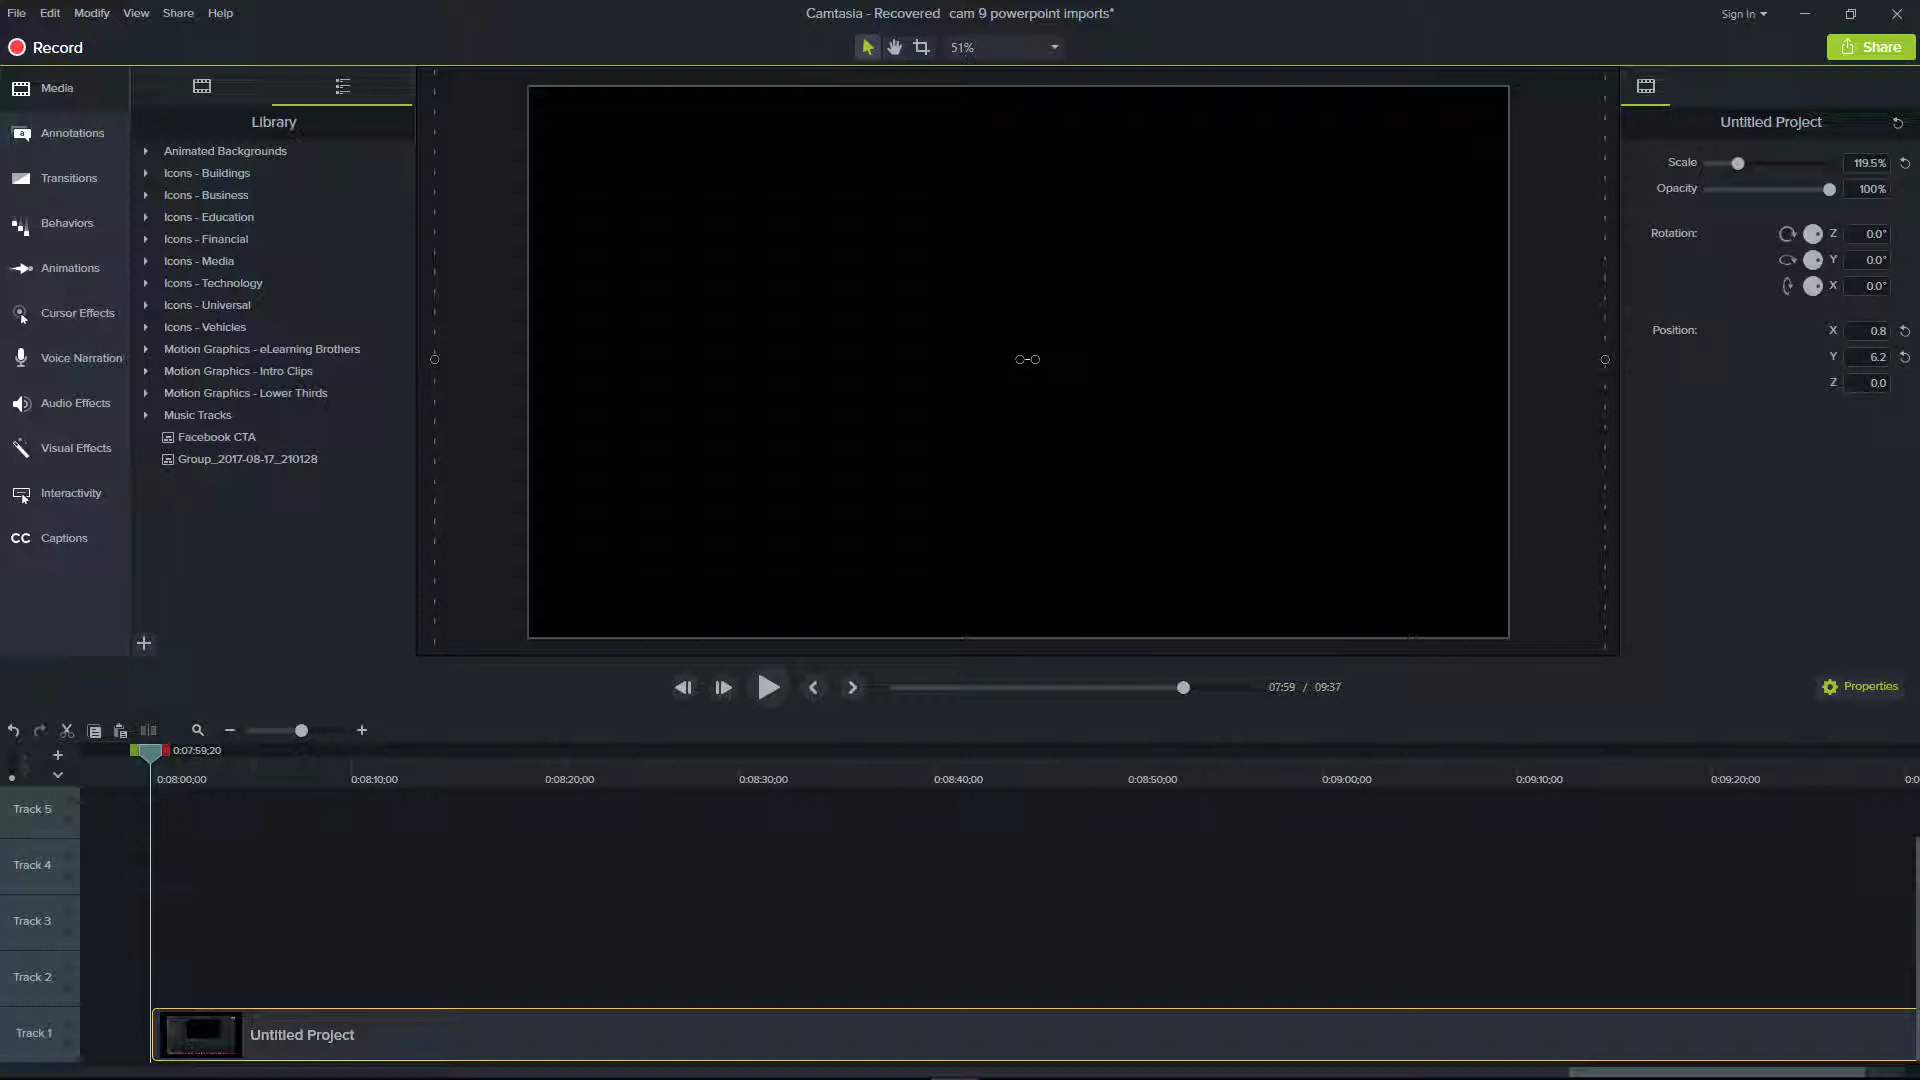 File Edit Modify View Share Help
Camtasia - Recovered cam 9 powerpoint imports*
Sign In
Record
51%
Share
Media
Annotations
Transitions
Behaviors
Animations
Cursor Effects
Voice Narration
Audio Effects
Visual Effects
Interactivity
CC Captions
Library
Animated Backgrounds
Icons - Buildings
Icons - Business
Icons - Education
Icons - Financial
Icons - Media
Icons - Technology
Icons - Universal
Icons - Vehicles
Motion Graphics - eLearning Brothers
Motion Graphics - Intro Clips
Motion Graphics - Lower Thirds
Music Tracks
Facebook CTA
Group_2017-08-17_210128
Untitled Project
Scale 119.5%
Opacity 100%
Rotation: Z 0.0°
Y 0.0°
X 0.0°
Position: X 0.8
Y 6.2
Z 0.0
07:59 / 09:37
Properties
0:07:59;20
0:08:00;00 0:08:10;00 0:08:20;00 0:08:30;00 0:08:40;00 0:08:50;00 0:09:00;00 0:09:10;00 0:09:20;00 0:0
Track 5
Track 4
Track 3
Track 2
Track 1
Untitled Project